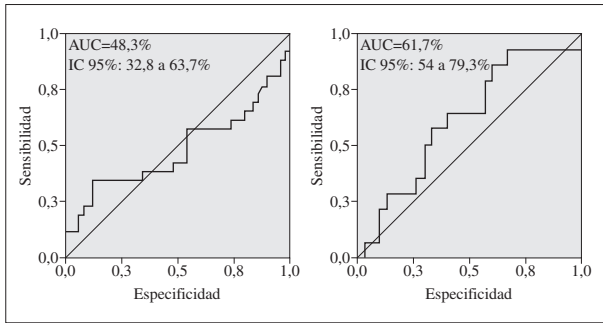 AUC=48,3%
IC 95%: 32,8 a 63,7%
1,0
0,8
0,5
0,3
0,0
Sensibilidad
0,0 0,3 0,5 0,8 1,0
Especificidad
AUC=61,7%
IC 95%: 54 a 79,3%
1,0
0,8
0,5
0,3
0,0
Sensibilidad
0,0 0,3 0,5 0,8 1,0
Especificidad